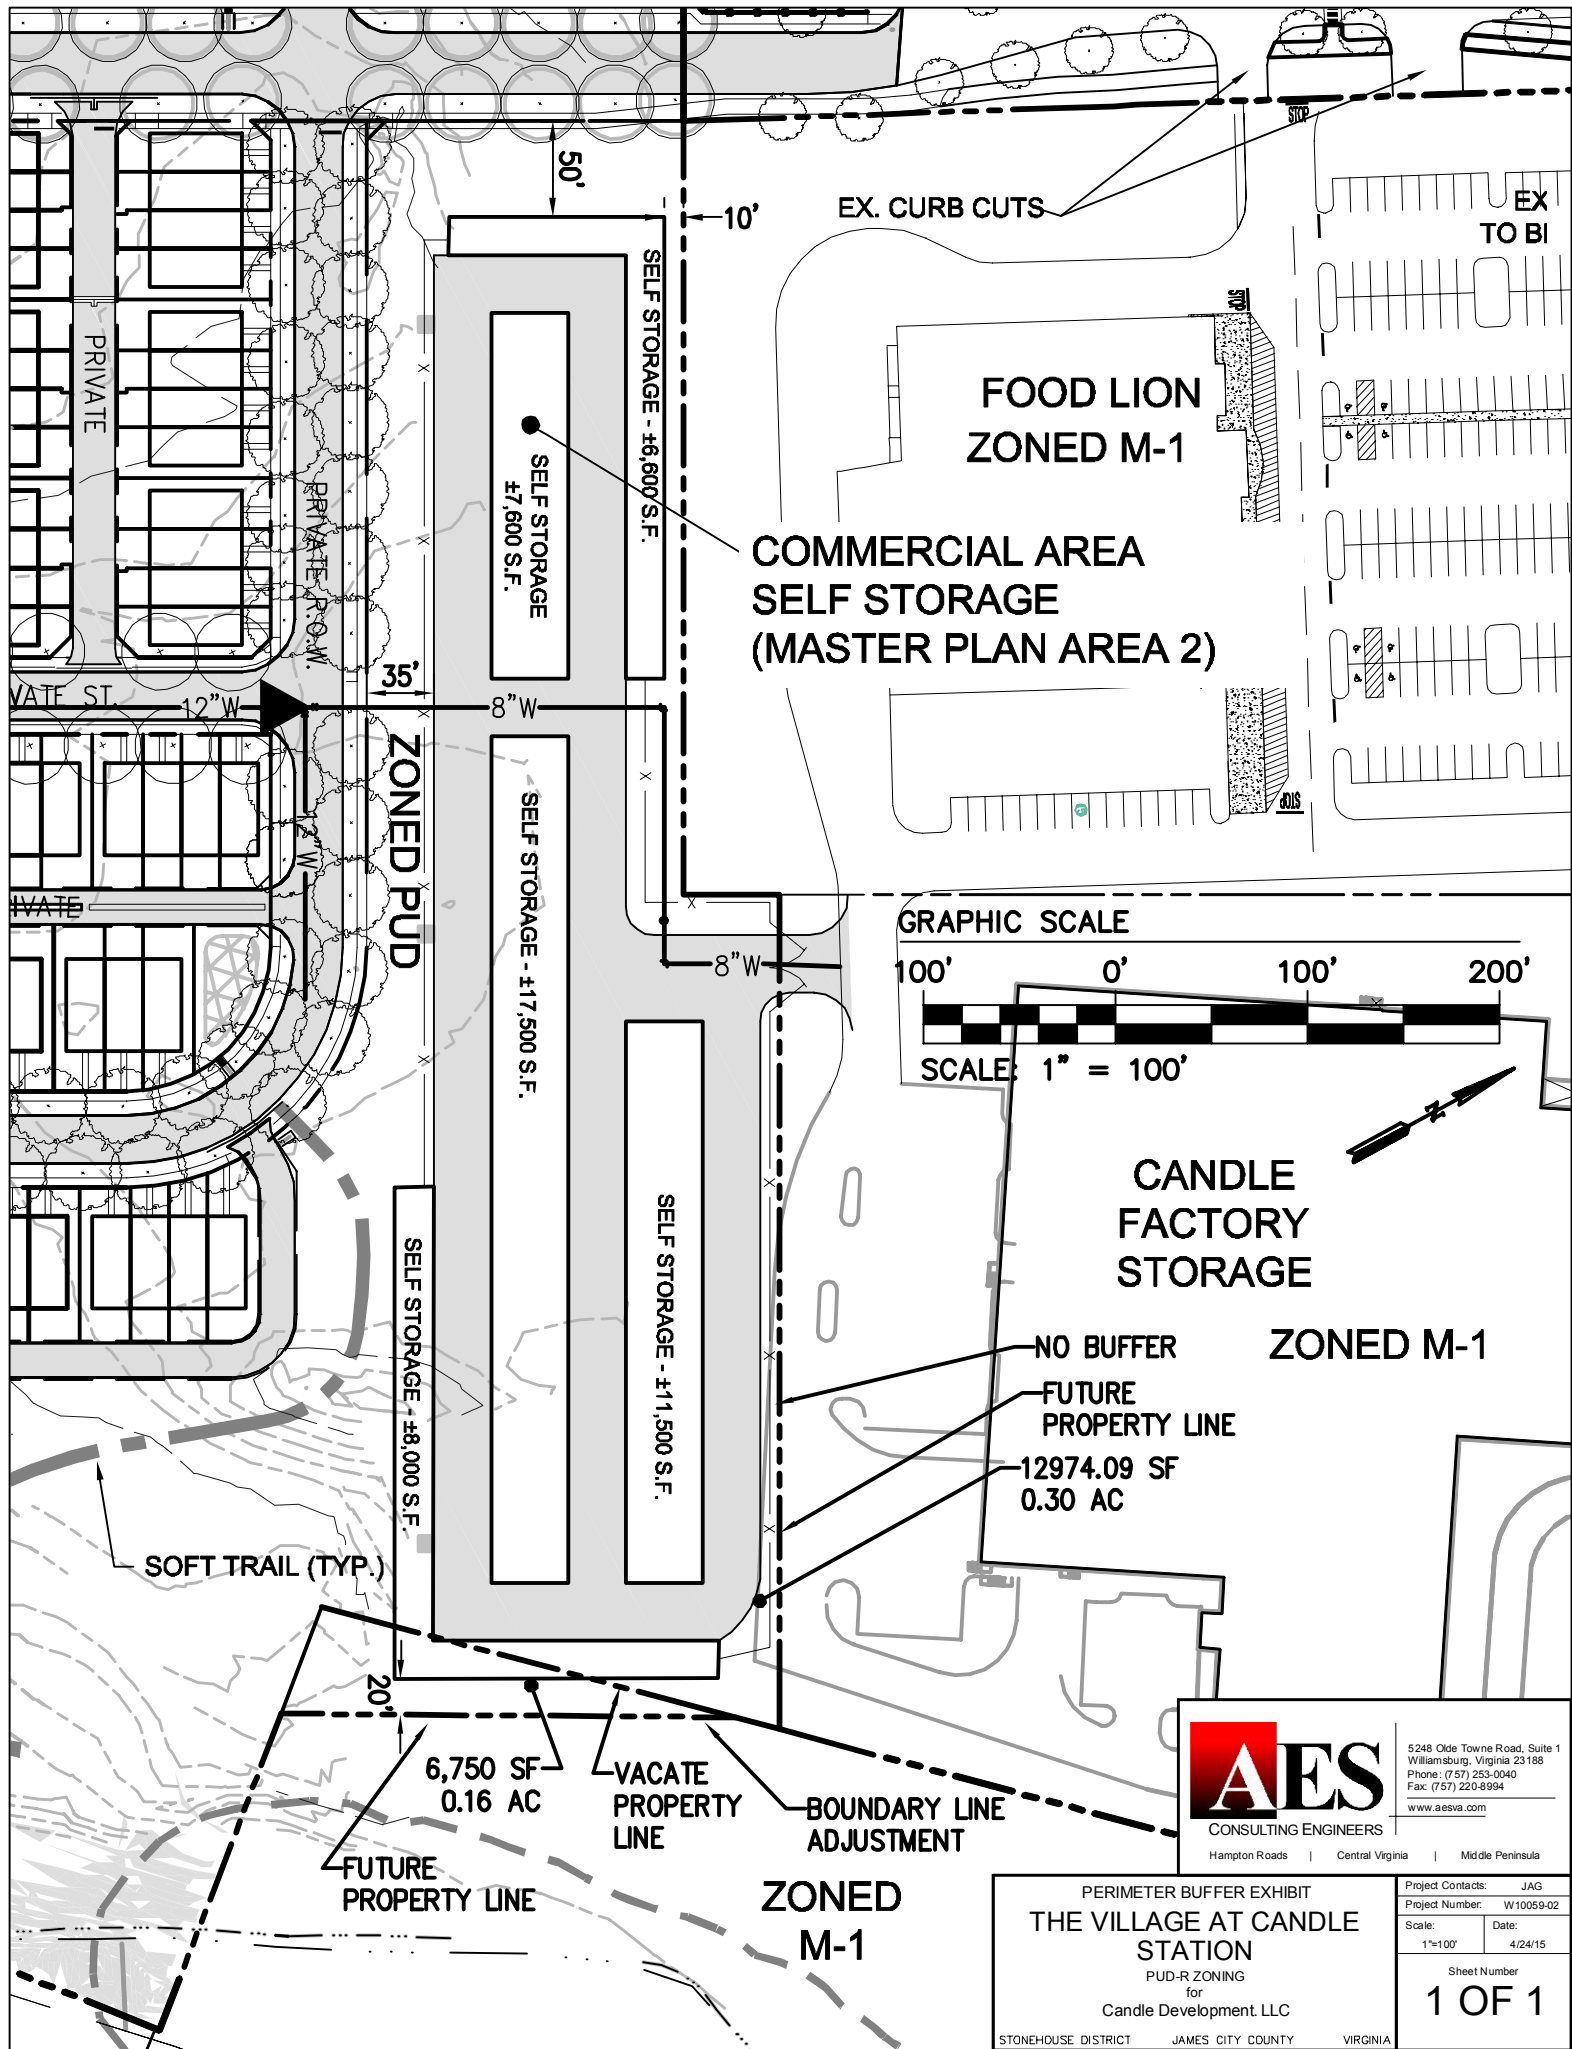 50'
10'
EX. CURB CUTS
STOP
EX
TO BI
SELF STORAGE - ±6,600 S.F.
STOP
PRIVATE
FOOD LION
ZONED M-1
SELF STORAGE
±7,600 S.F.
PRIVATE R.O.W.
COMMERCIAL AREA
SELF STORAGE
(MASTER PLAN AREA 2)
35'
VATE ST.
12"W
8"W
ZONED PUD
SELF STORAGE - ±17,500 S.F.
STOP
12"W
IVATE
8"W
GRAPHIC SCALE
100' 0' 100' 200'
SCALE: 1" = 100'
N
CANDLE
FACTORY
STORAGE
SELF STORAGE - ±8,000 S.F.
SELF STORAGE - ±11,500 S.F.
NO BUFFER
ZONED M-1
FUTURE
PROPERTY LINE
12974.09 SF
0.30 AC
SOFT TRAIL (TYP.)
20'
6,750 SF
0.16 AC
VACATE
PROPERTY
LINE
BOUNDARY LINE
ADJUSTMENT
FUTURE
PROPERTY LINE
ZONED
M-1
AES
CONSULTING ENGINEERS
5248 Olde Towne Road, Suite 1
Williamsburg, Virginia 23188
Phone: (757) 253-0040
Fax: (757) 220-8994
www.aesva.com
Hampton Roads | Central Virginia | Middle Peninsula
PERIMETER BUFFER EXHIBIT
THE VILLAGE AT CANDLE
STATION
PUD-R ZONING
for
Candle Development. LLC
STONEHOUSE DISTRICT JAMES CITY COUNTY VIRGINIA
Project Contacts: JAG
Project Number: W10059-02
Scale: 1"=100'
Date: 4/24/15
Sheet Number
1 OF 1